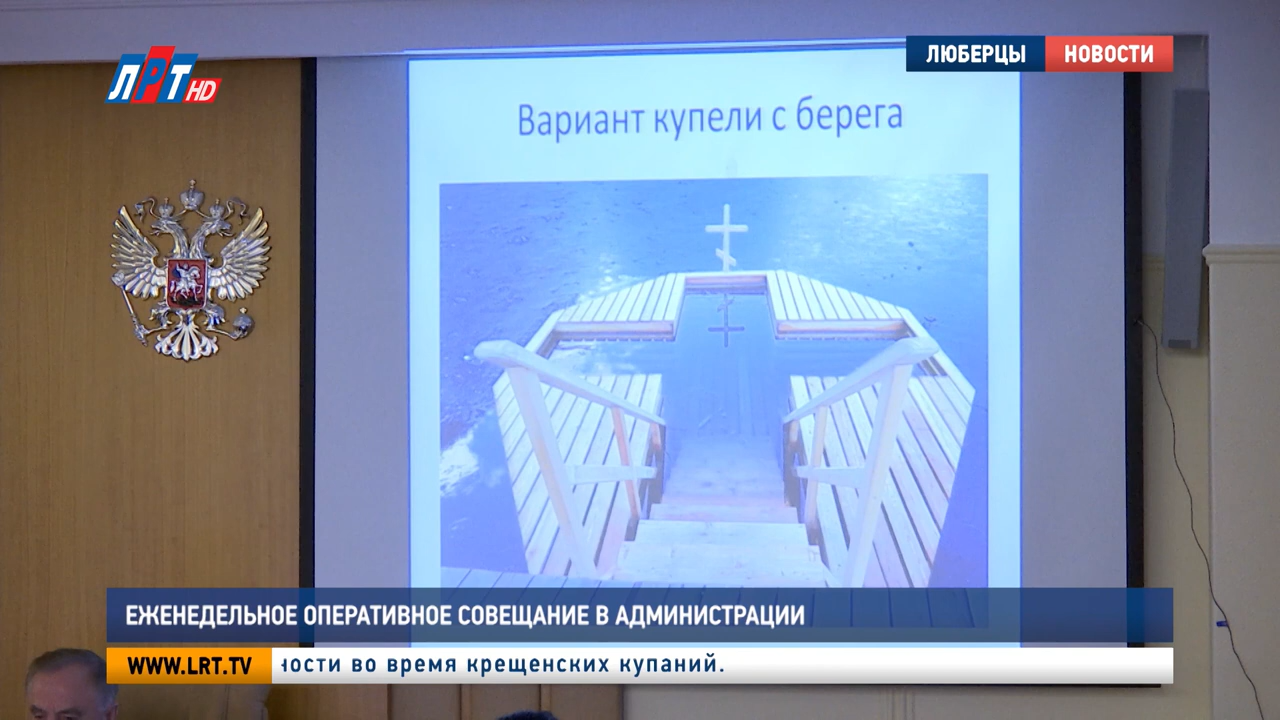 ЛРТ HD
ЛЮБЕРЦЫ НОВОСТИ
Вариант купели с берега
ЕЖЕНЕДЕЛЬНОЕ ОПЕРАТИВНОЕ СОВЕЩАНИЕ В АДМИНИСТРАЦИИ
WWW.LRT.TV ности во время крещенских купаний.